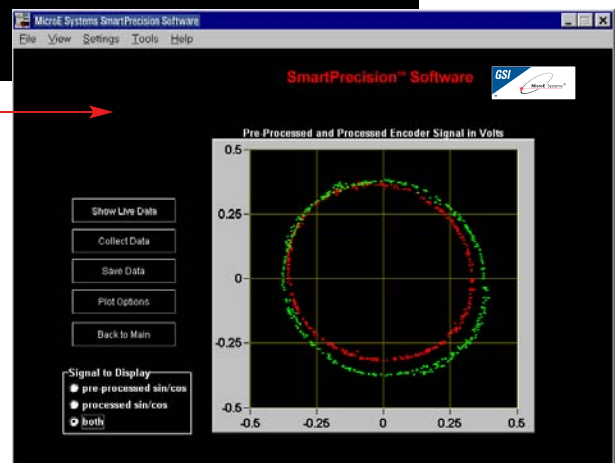 MicroE Systems SmartPrecision Software
File View Settings Tools Help
SmartPrecision™ Software
GSI
MicroE Systems
Pre-Processed and Processed Encoder Signal in Volts
0.5
0.25
0
-0.25
-0.5
-0.5 -0.25 0 0.25 0.5
Show Live Data
Collect Data
Save Data
Plot Options
Back to Main
Signal to Display
pre-processed sin/cos
processed sin/cos
both